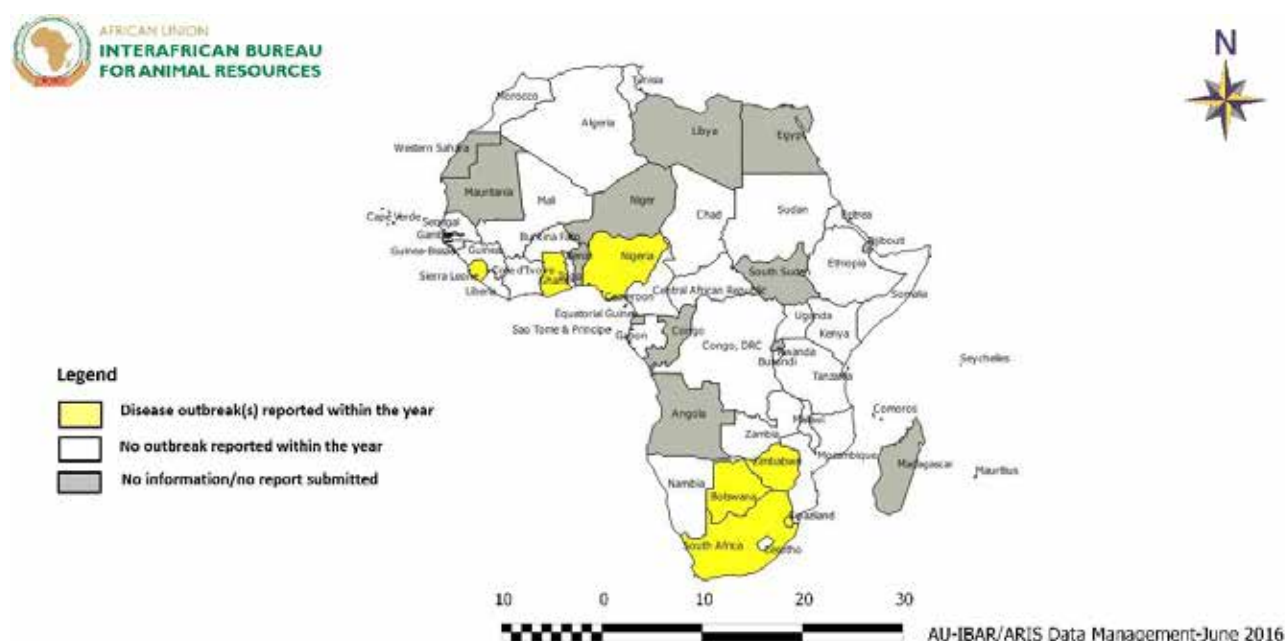 AFRICAN UNION
INTERAFRICAN BUREAU
FOR ANIMAL RESOURCES
N
Tunisia
Morocco
Algeria
Libya
Egypt
Western Sahara
Mauritania
Mali
Niger
Chad
Sudan
Eritrea
Cape Verde
Senegal
Burkina Faso
Nigeria
Djibouti
Guinea-Bissau
Guinea
Ethiopia
Cote d'Ivoire
Ghana
South Sudan
Sierra Leone
Central African Republic
Somalia
Liberia
Cameroon
Equatorial Guinea
Uganda
Sao Tome & Principe
Gabon
Congo
Kenya
Congo, DRC
Rwanda
Burundi
Seychelles
Tanzania
Legend
Disease outbreak(s) reported within the year
No outbreak reported within the year
No information/no report submitted
Angola
Malawi
Comoros
Zambia
Mozambique
Zimbabwe
Madagascar
Mauritius
Namibia
Botswana
Swaziland
South Africa
Lesotho
10 0 10 20 30
AU-IBAR/ARIS Data Management-June 2016